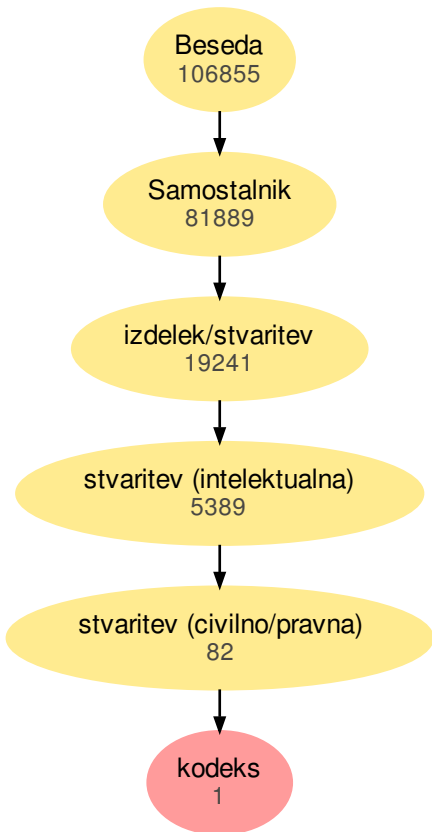 Beseda
106855
Samostalnik
81889
izdelek/stvaritev
19241
stvaritev (intelektualna)
5389
stvaritev (civilno/pravna)
82
kodeks
1